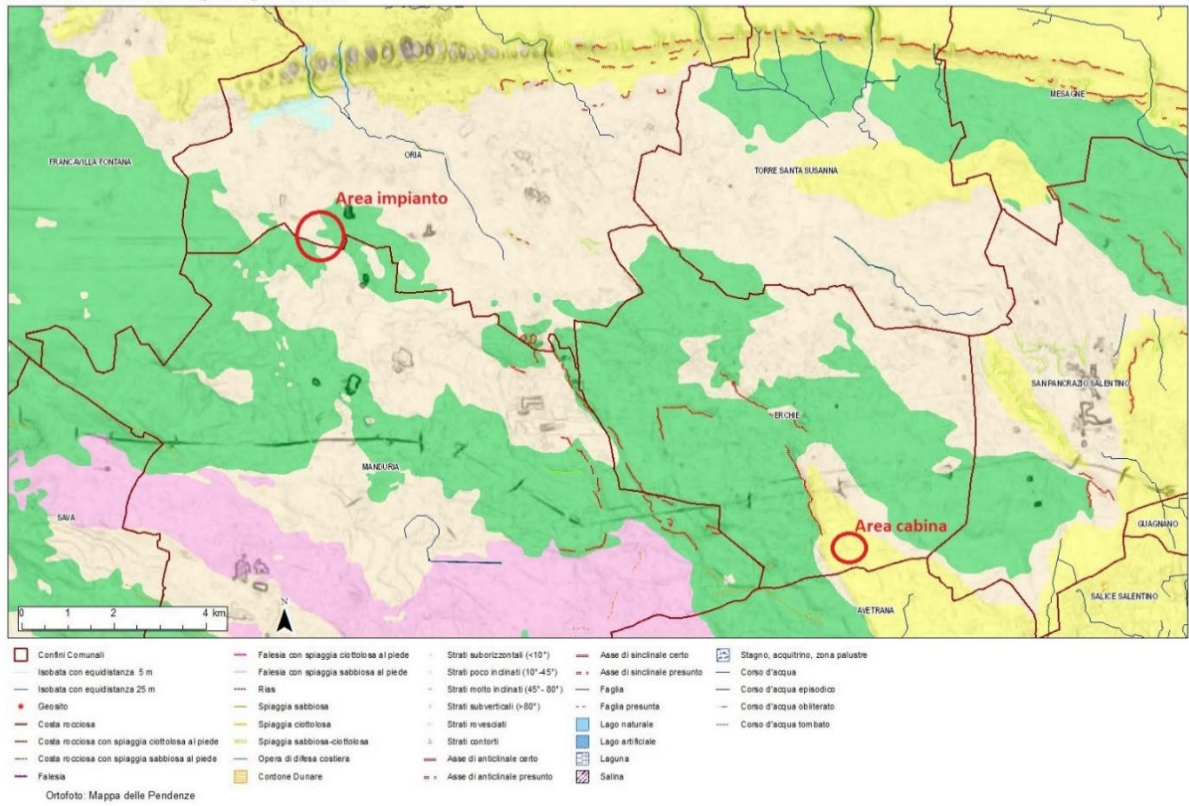 MESAGNE
FRANCAVILLA FONTANA
ORIA
TORRE SANTA SUSANNA
Area impianto
SAN PANCRAZIO SALENTINO
ERCHIE
MANDURIA
SAVA
Area cabina
GUAGNANO
SALICE SALENTINO
AVETRANA
0 1 2 4 km
N
Confini Comunali
Isobata con equidistanza 5 m
Isobata con equidistanza 25 m
Geosito
Costa rocciosa
Costa rocciosa con spiaggia ciottolosa al piede
Costa rocciosa con spiaggia sabbiosa al piede
Falesia
Falesia con spiaggia ciottolosa al piede
Falesia con spiaggia sabbiosa al piede
Rias
Spiaggia sabbiosa
Spiaggia ciottolosa
Spiaggia sabbiosa-ciottolosa
Opera di difesa costiera
Cordone Dunare
Strati suborizzontali (<10°)
Strati poco inclinati (10°-45°)
Strati molto inclinati (45°- 80°)
Strati subverticali (>80°)
Strati rovesciati
Strati contorti
Asse di anticlinale certo
Asse di anticlinale presunto
Asse di sinclinale certo
Asse di sinclinale presunto
Faglia
Faglia presunta
Lago naturale
Lago artificiale
Laguna
Salina
Stagno, acquitrino, zona palustre
Corso d'acqua
Corso d'acqua episodico
Corso d'acqua obliterato
Corso d'acqua tombato
Ortofoto: Mappa delle Pendenze